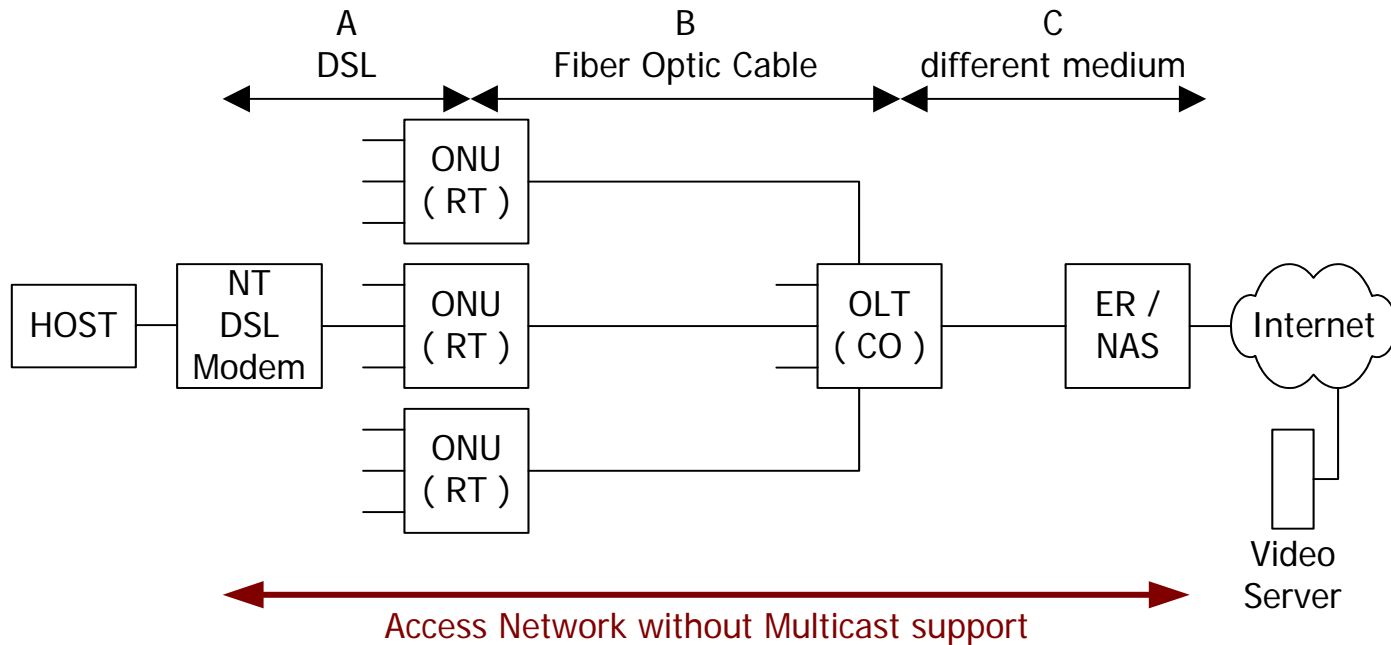 A
DSL
B
Fiber Optic Cable
C
different medium
ONU
( RT )
HOST
NT
DSL
Modem
ONU
( RT )
OLT
( CO )
ER /
NAS
Internet
ONU
( RT )
Video
Server
Access Network without Multicast support